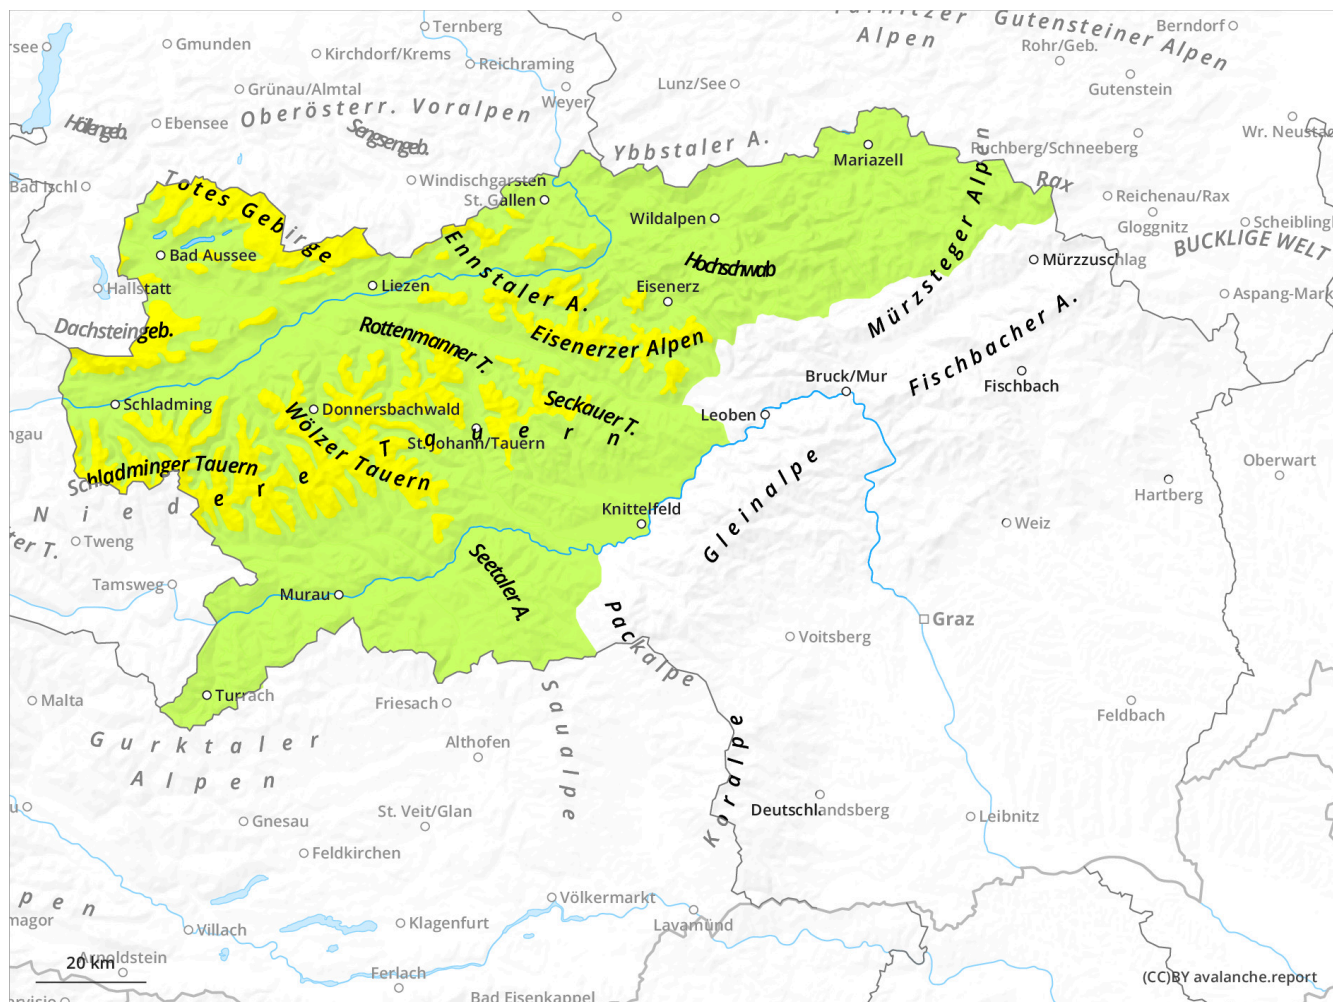 Ternberg
Gutensteiner Alpen
Alpen
Berndorf
Gmunden
Kirchdorf/Krems
Reichraming
Rohr/Geb.
Lunz/See
Gutenstein
Grünau/Almtal
Weyer
Oberösterr. Voralpen
Höllengeb.
Ebensee
Sengsengeb.
Ybbstaler A.
Mariazell
Puchberg/Schneeberg
Bad Ischl
Totes Gebirge
Windischgarsten
St. Gallen
Rax
Reichenau/Rax
Gloggnitz
BUCKLIGE WELT
Wildalpen
Bad Aussee
Ennstaler A.
Hochschwab
Mürzsteger Alpen
Mürzzuschlag
Hallstatt
Liezen
Eisenerz
Dachsteingeb.
Rottenmanner T.
Eisenerzer Alpen
Fischbacher A.
Bruck/Mur
Fischbach
Schladming
Donnersbachwald
Wölzer Tauern
Seckauer T.
Leoben
St. Johann/Tauern
Niedere Tauern
Schladminger Tauern
Gleinalpe
Oberwart
Hartberg
Knittelfeld
Weiz
Tweng
Tamsweg
Murau
Seetaler A.
Packalpe
Graz
Voitsberg
Malta
Turrach
Friesach
Saualpe
Feldbach
Gurktaler
Alpen
Althofen
Koralpe
Deutschlandsberg
Leibnitz
Gnesau
St. Veit/Glan
Feldkirchen
Völkermarkt
Villach
Klagenfurt
Lavamünd
Arnoldstein
20 km
Ferlach
Bad Eisenkappel
(CC)BY avalanche.report